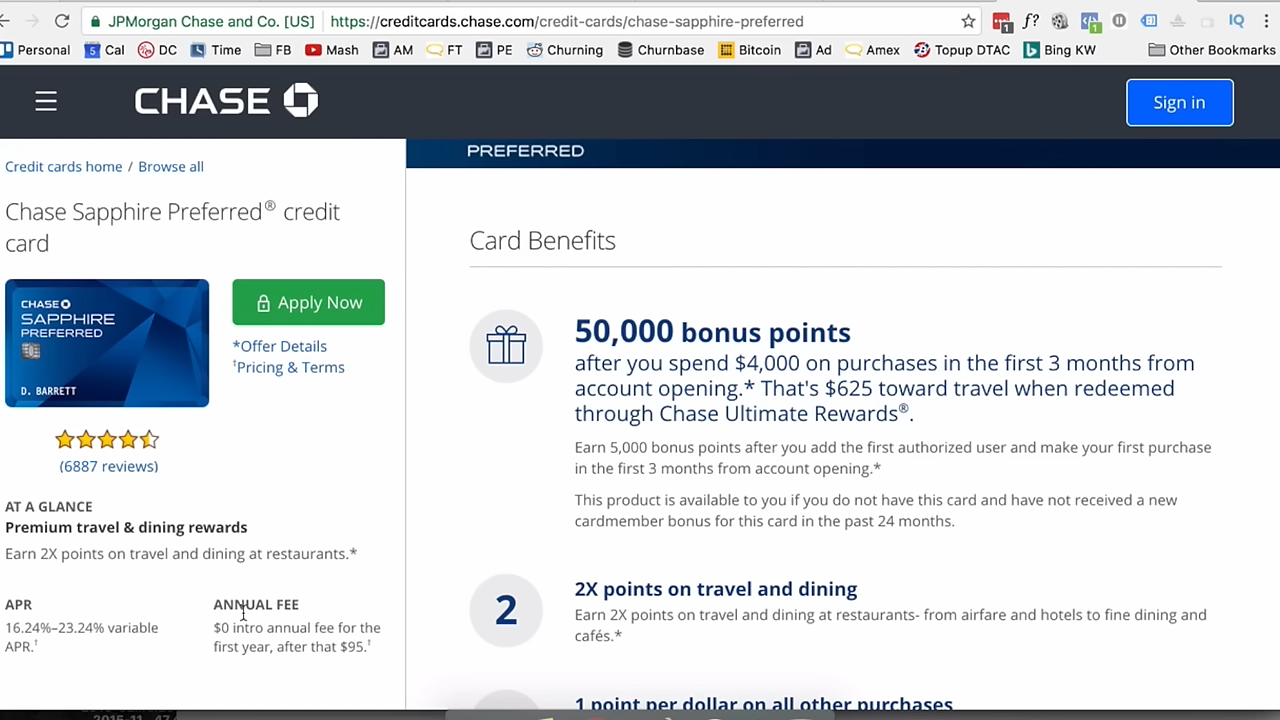 JPMorgan Chase and Co. [US] https://creditcards.chase.com/credit-cards/chase-sapphire-preferred
Personal Cal DC Time FB Mash AM FT PE Churning Churnbase Bitcoin Ad Amex Topup DTAC Bing KW Other Bookmarks
CHASE
Sign in
PREFERRED
Credit cards home / Browse all
Chase Sapphire Preferred® credit
card
CHASE
SAPPHIRE
PREFERRED
D. BARRETT
Apply Now
*Offer Details
†Pricing & Terms
(6887 reviews)
AT A GLANCE
Premium travel & dining rewards
Earn 2X points on travel and dining at restaurants.*
APR
16.24%–23.24% variable
APR.†
ANNUAL FEE
$0 intro annual fee for the
first year, after that $95.†
Card Benefits
50,000 bonus points
after you spend $4,000 on purchases in the first 3 months from
account opening.* That's $625 toward travel when redeemed
through Chase Ultimate Rewards®.
Earn 5,000 bonus points after you add the first authorized user and make your first purchase
in the first 3 months from account opening.*
This product is available to you if you do not have this card and have not received a new
cardmember bonus for this card in the past 24 months.
2
2X points on travel and dining
Earn 2X points on travel and dining at restaurants- from airfare and hotels to fine dining and
cafés.*
1 point per dollar on all other purchases